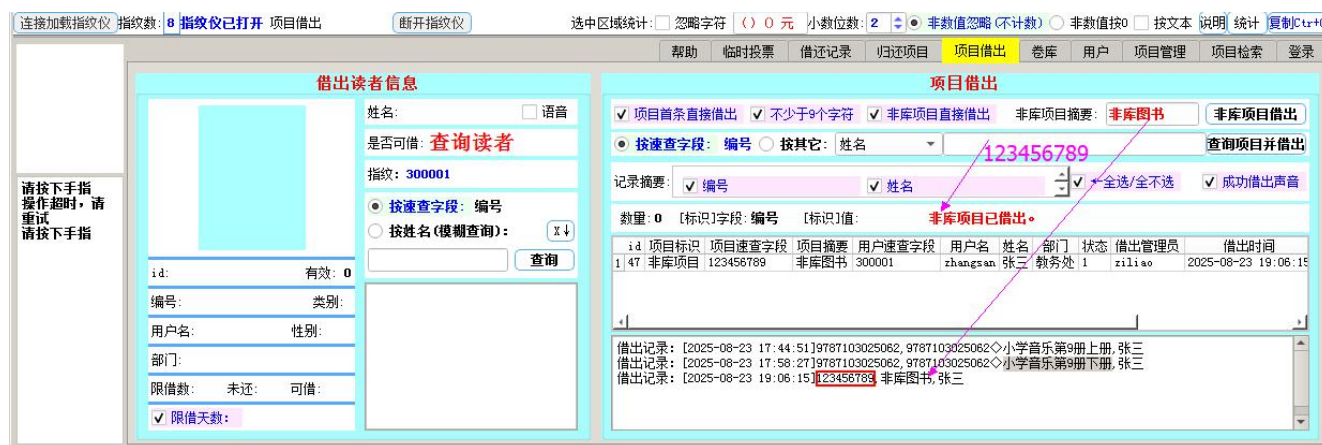 连接加载指纹仪 指纹数: 8 指纹仪已打开 项目借出 断开指纹仪 选中区域统计: 忽略字符 () 0 元 小数位数: 2 非数值忽略(不计数) 非数值按0 按文本 说明 统计
帮助 临时投票 借还记录 归还项目 项目借出 卷库 用户 项目管理 项目检索 登录
请按下手指
操作超时，请
重试
请按下手指
借出读者信息
姓名: 语音
是否可借: 查询读者
指纹: 300001
按速查字段: 编号
按姓名(模糊查询): X↓
查询
id: 有效: 0
编号: 类别:
用户名: 性别:
部门:
限借数: 未还: 可借:
限借天数:
项目借出
项目首条直接借出 不少于9个字符 非库项目直接借出 非库项目摘要: 非库图书 非库项目借出
按速查字段: 编号 按其它: 姓名 查询项目并借出
123456789
记录摘要: 编号 姓名 ←全选/全不选 成功借出声音
数量: 0 [标识]字段: 编号 [标识]值: 非库项目已借出。
id 项目标识 项目速查字段 项目摘要 用户速查字段 用户名 姓名 部门 状态 借出管理员 借出时间
1 47 非库项目 123456789 非库图书 300001 zhangsan 张三 教务处 1 ziliao 2025-08-23 19:06:15
借出记录: [2025-08-23 17:44:51]9787103025062, 9787103025062◇小学音乐第9册上册, 张三
借出记录: [2025-08-23 17:58:27]9787103025062, 9787103025062◇小学音乐第9册下册, 张三
借出记录: [2025-08-23 19:06:15]123456789, 非库图书, 张三